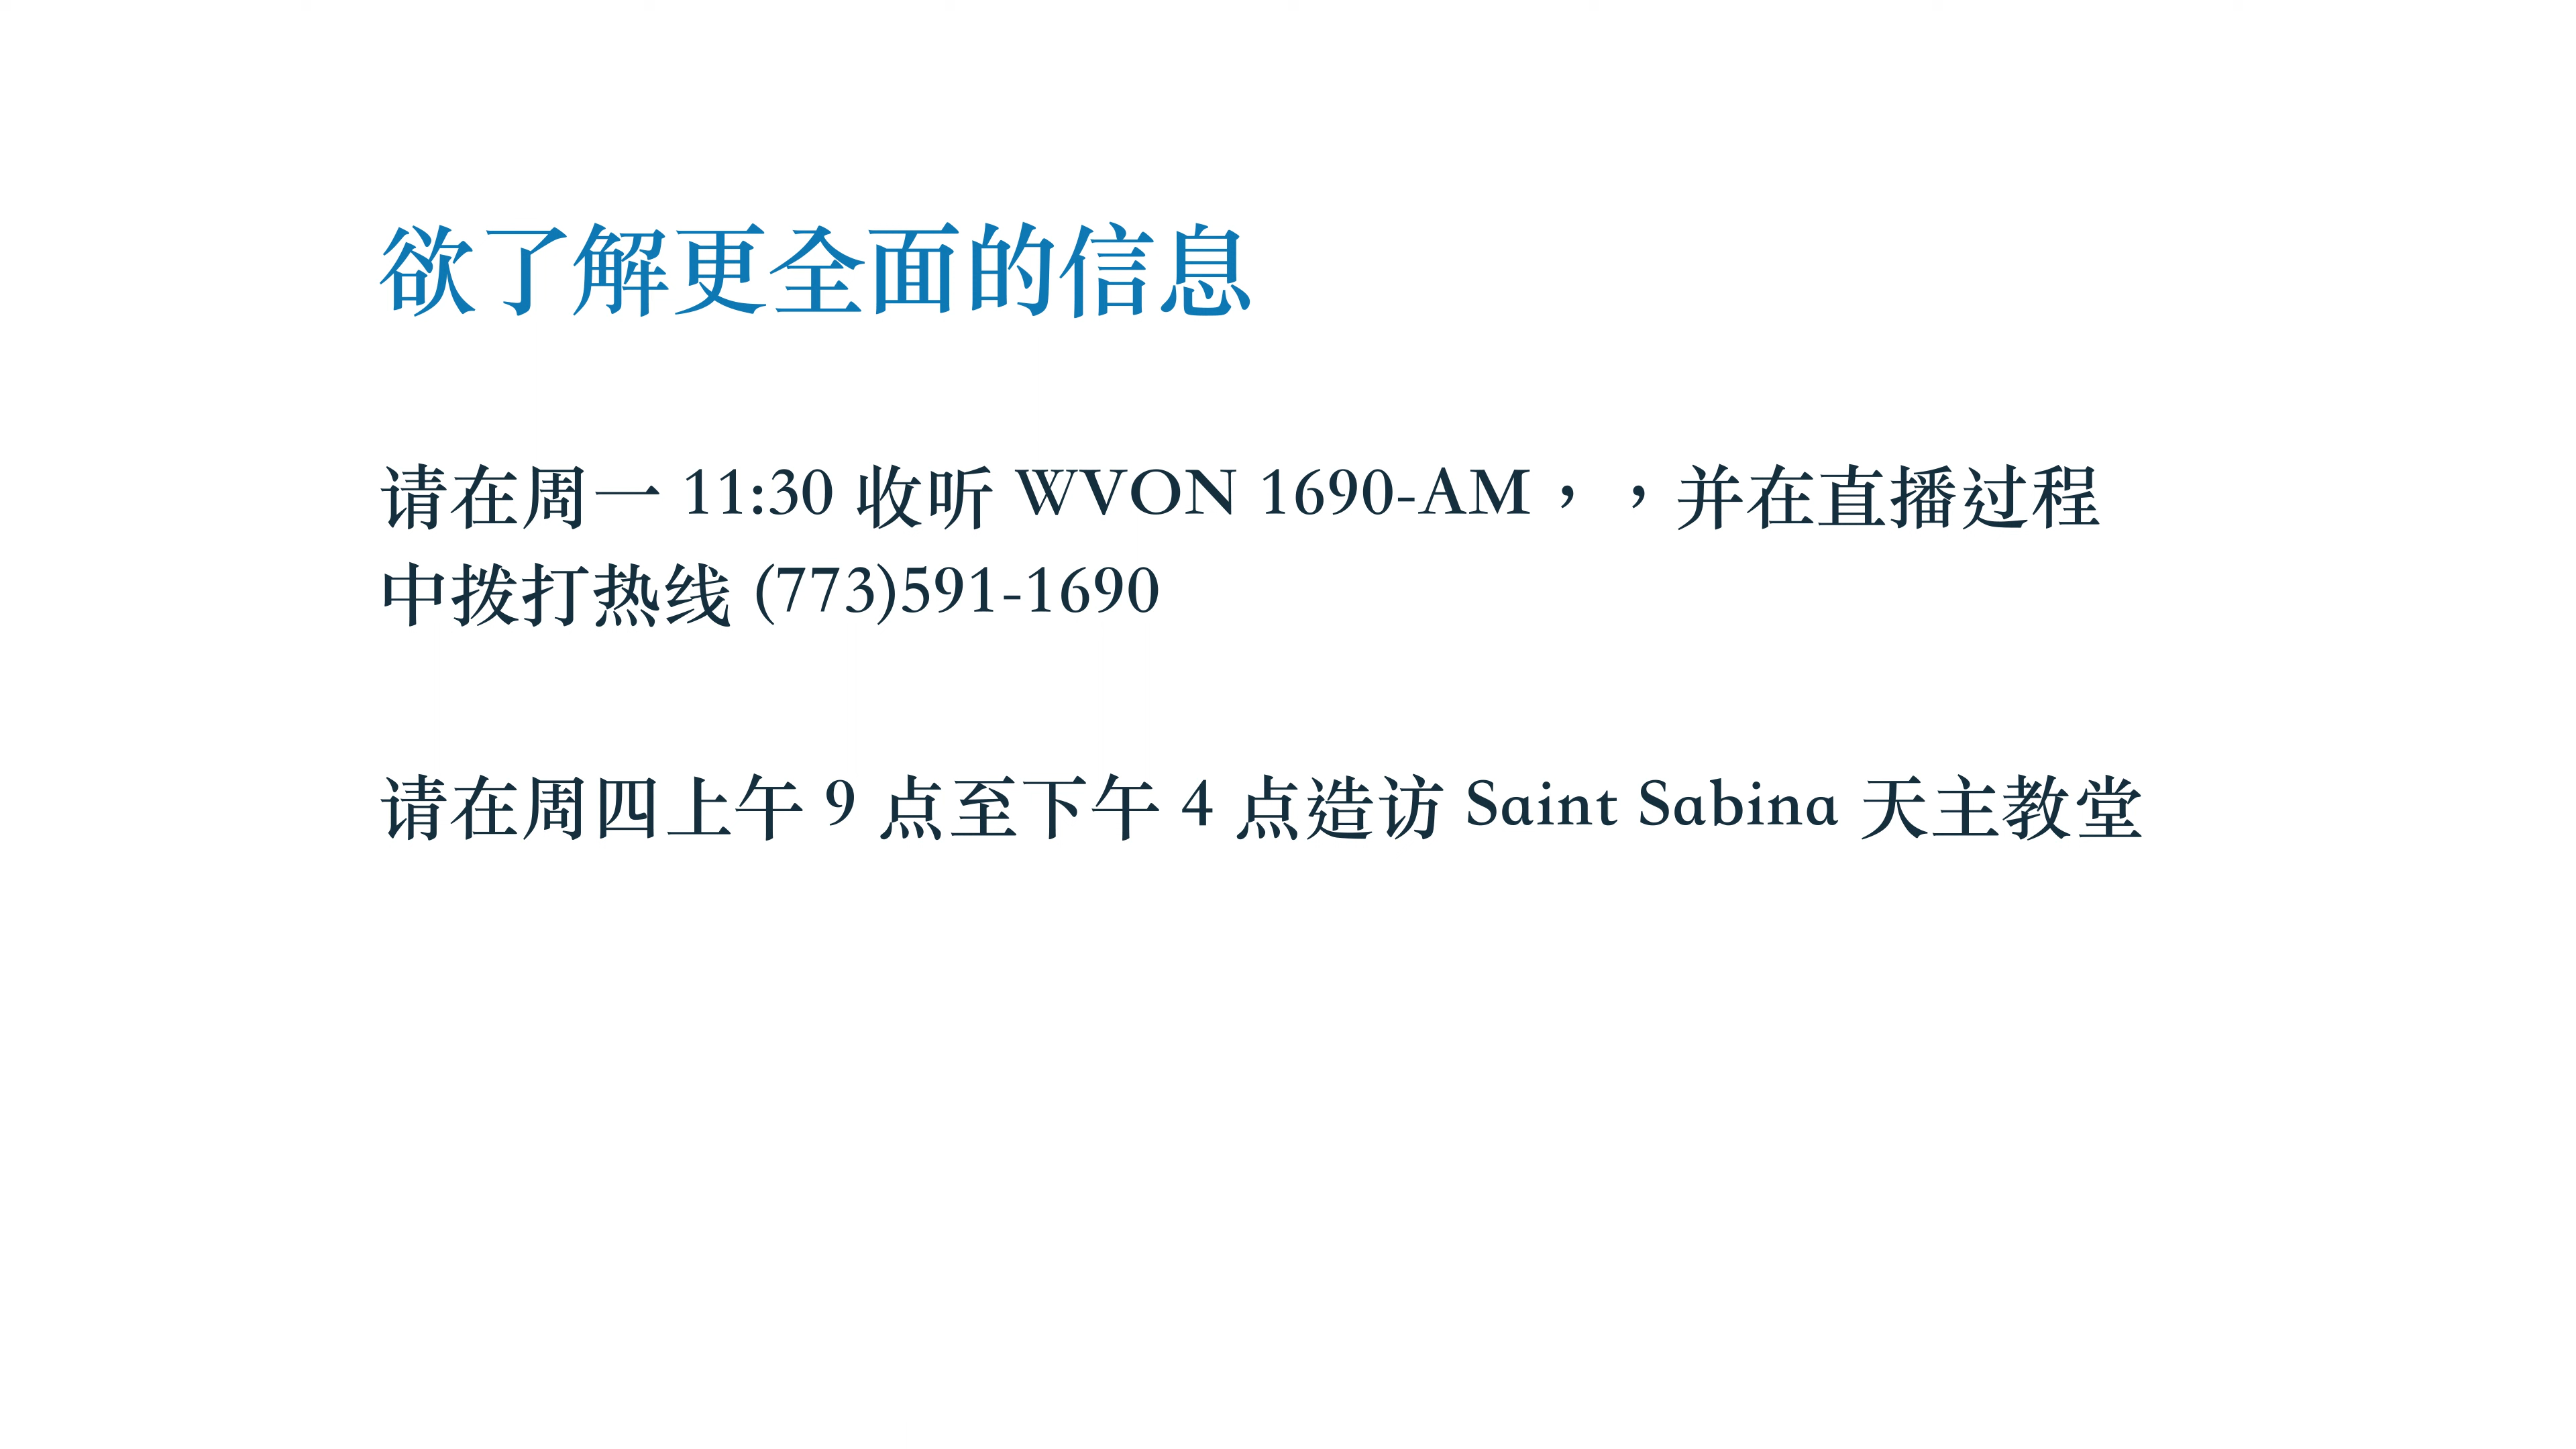 欲了解更全面的信息
请在周一 11:30 收听 WVON 1690-AM，，并在直播过程
中拨打热线 (773)591-1690
请在周四上午 9 点至下午 4 点造访 Saint Sabina 天主教堂